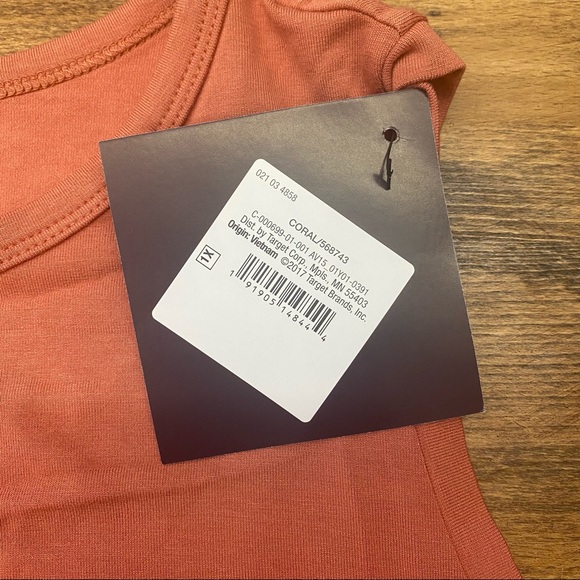 021 03 4858
CORAL/568743
C-000699-01-001 AV15_01Y01-0391
Dist. by Target Corp., Mpls., MN 55403
Origin: Vietnam ©2017 Target Brands, Inc.
1X
1 91905 14844 4